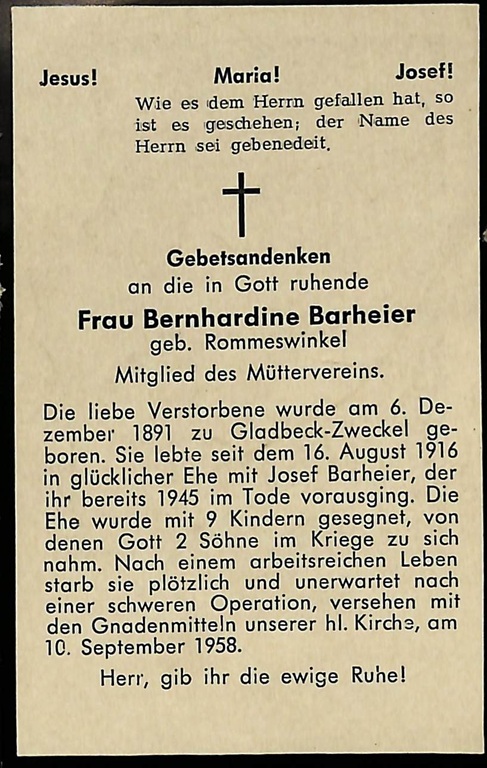 Jesus! Maria! Josef!
Wie es dem Herrn gefallen hat, so
ist es geschehen; der Name des
Herrn sei gebenedeit.
Gebetsandenken
an die in Gott ruhende
Frau Bernhardine Barheier
geb. Rommeswinkel
Mitglied des Müttervereins.
Die liebe Verstorbene wurde am 6. De-
zember 1891 zu Gladbeck-Zweckel ge-
boren. Sie lebte seit dem 16. August 1916
in glücklicher Ehe mit Josef Barheier, der
ihr bereits 1945 im Tode vorausging. Die
Ehe wurde mit 9 Kindern gesegnet, von
denen Gott 2 Söhne im Kriege zu sich
nahm. Nach einem arbeitsreichen Leben
starb sie plötzlich und unerwartet nach
einer schweren Operation, versehen mit
den Gnadenmitteln unserer hl. Kirche, am
10. September 1958.
Herr, gib ihr die ewige Ruhe!